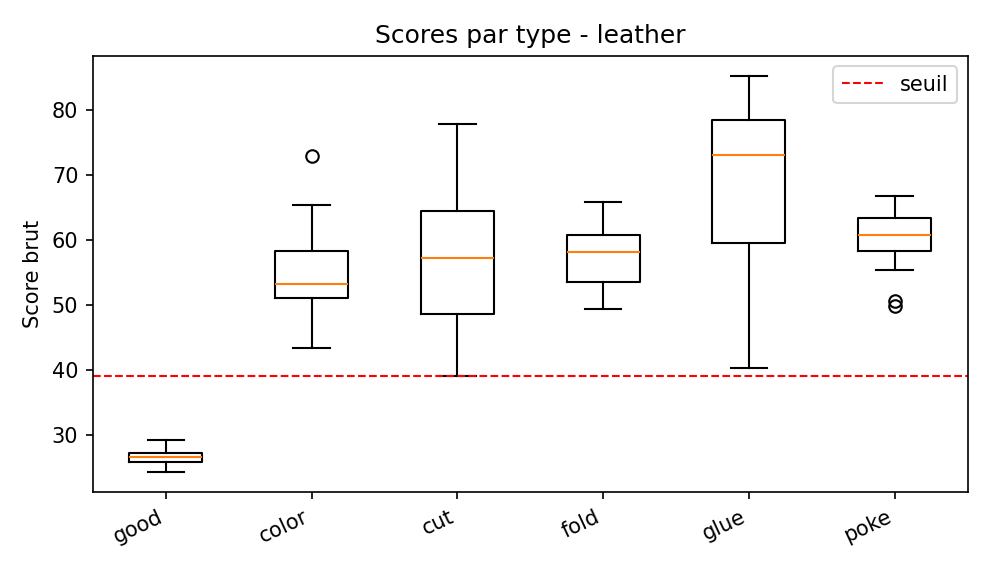 Scores par type - leather
seuil
Score brut
80
70
60
50
40
30
good
color
cut
fold
glue
poke